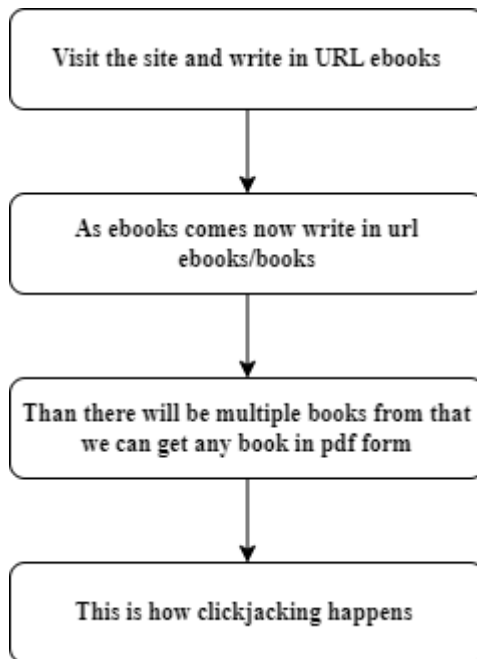 Visit the site and write in URL ebooks
As ebooks comes now write in url
ebooks/books
Than there will be multiple books from that
we can get any book in pdf form
This is how clickjacking happens